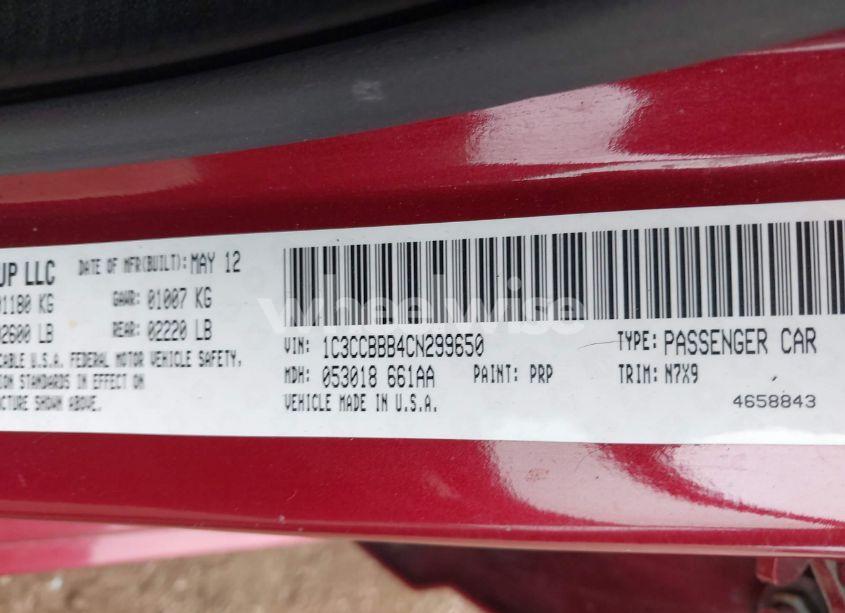 UP LLC DATE OF MFR(BUILT): MAY 12
01180 KG GAWR: 01007 KG
02600 LB REAR: 02220 LB
CABLE U.S.A. FEDERAL MOTOR VEHICLE SAFETY,
ION STANDARDS IN EFFECT ON
CTURE SHOWN ABOVE.
VIN: 1C3CCBBB4CN299650 TYPE: PASSENGER CAR
MDH: 053018 661AA PAINT: PRP TRIM: N7X9
VEHICLE MADE IN U.S.A. 4658843
wheelwise